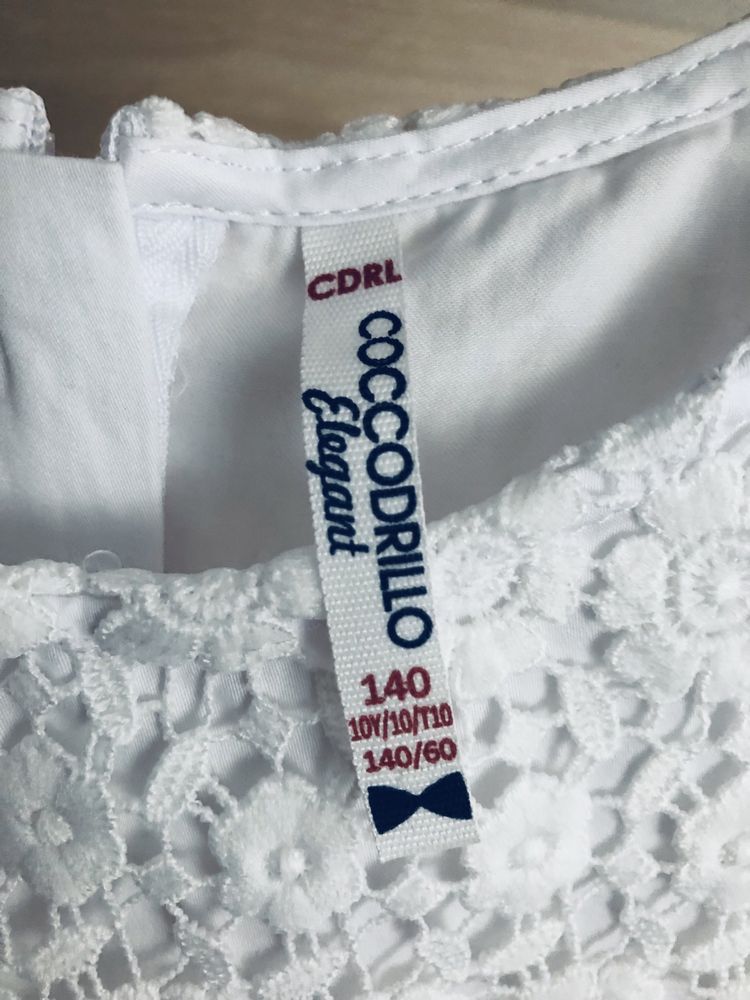 CDRL
COCCODRILLO
Elegant
140
10Y/10/T10
140/60